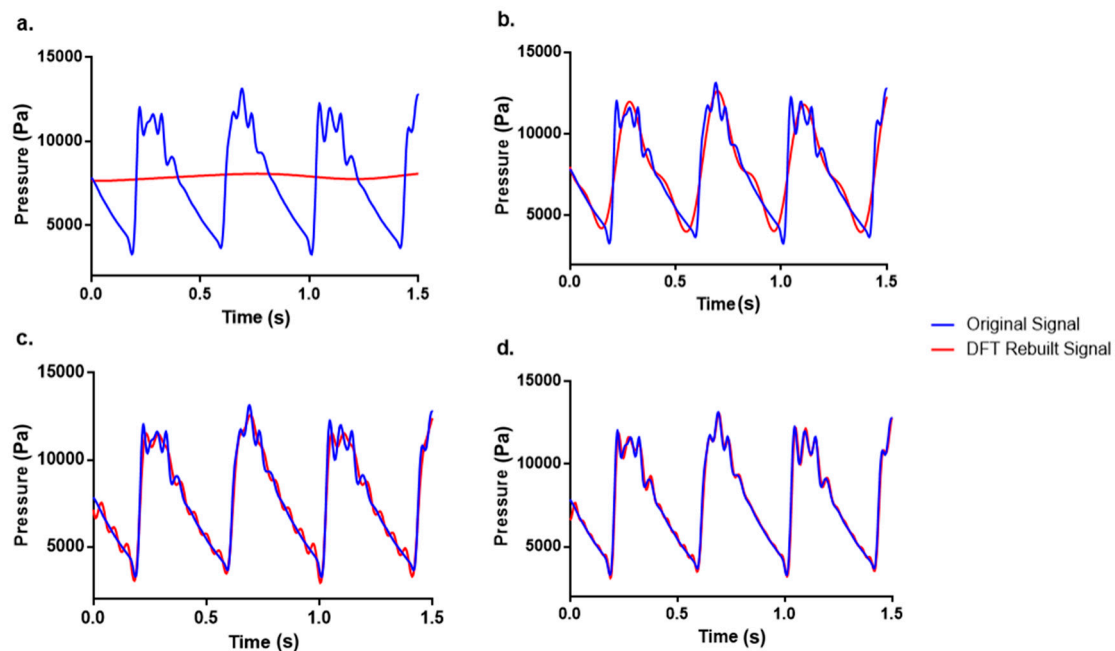 a.
15000
10000
5000
Pressure (Pa)
0.0 0.5 1.0 1.5
Time (s)
b.
15000
10000
5000
Pressure (Pa)
0.0 0.5 1.0 1.5
Time (s)
Original Signal
DFT Rebuilt Signal
c.
15000
10000
5000
Pressure (Pa)
0.0 0.5 1.0 1.5
Time (s)
d.
15000
10000
5000
Pressure (Pa)
0.0 0.5 1.0 1.5
Time (s)